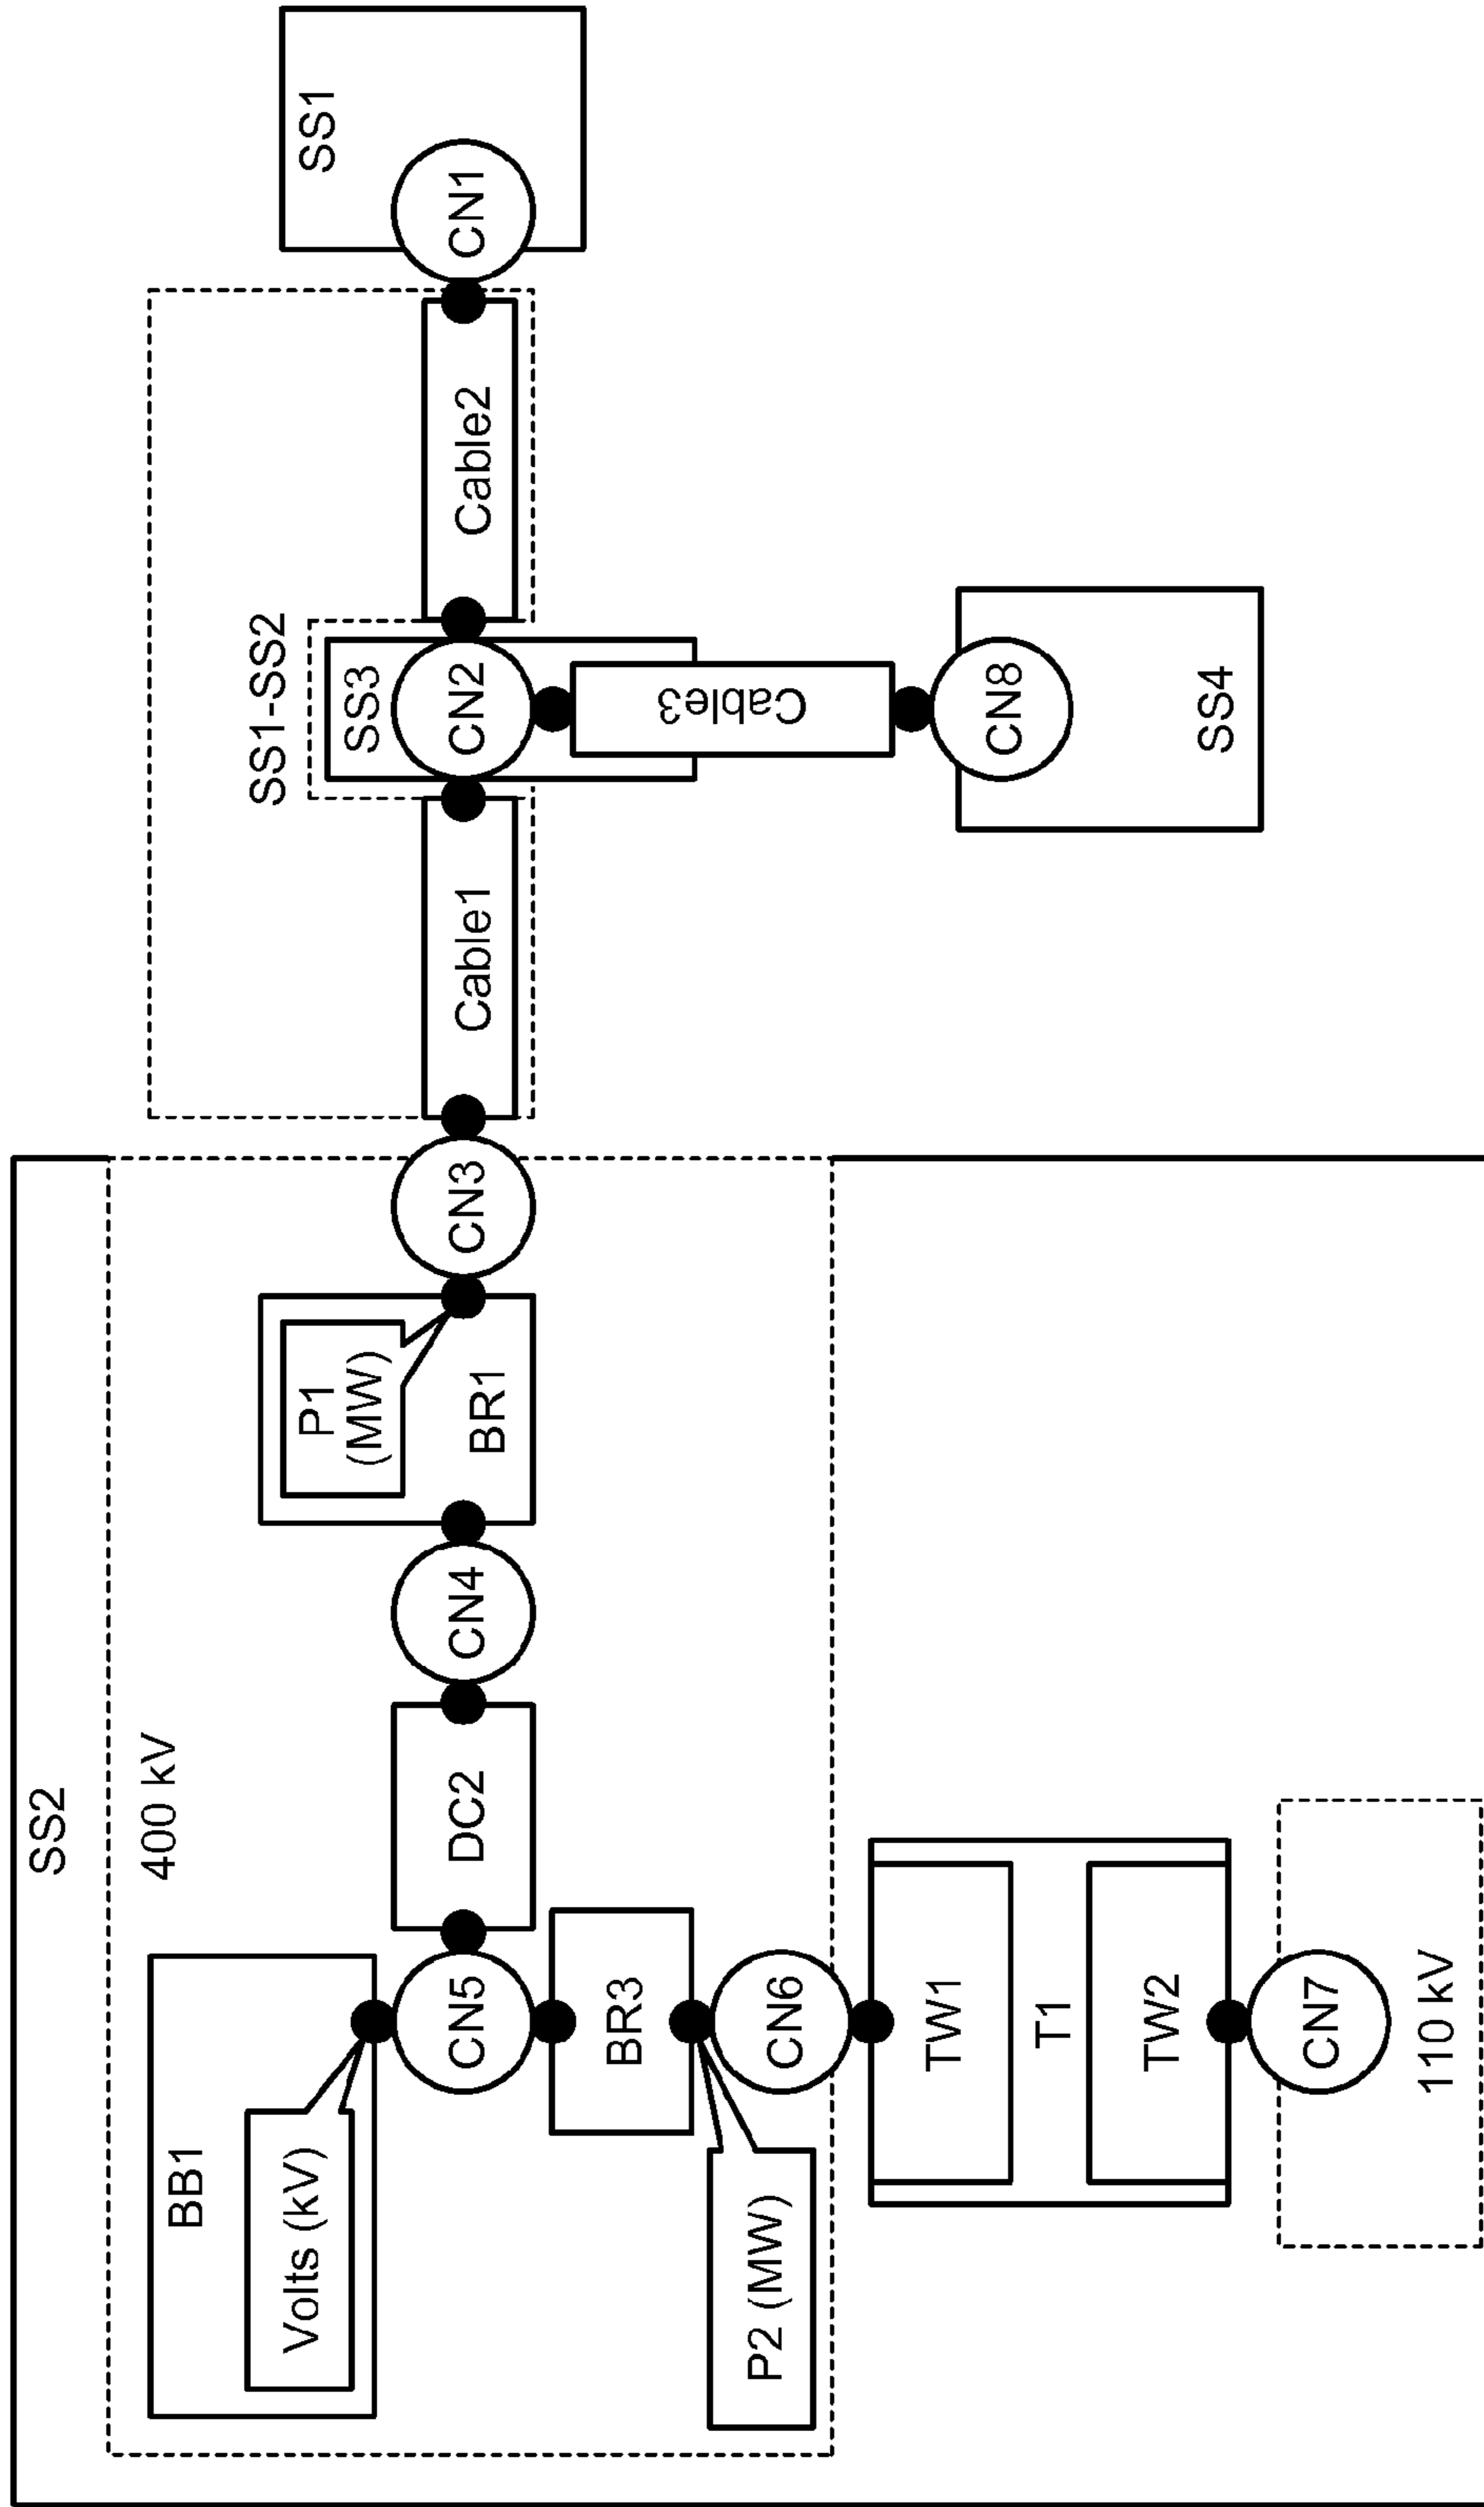 SS2
400 kV
BB1
Volts (kV)
CN5
DC2
CN4
P1
(MW)
BR1
CN3
BR3
P2 (MW)
CN6
TW1
T1
TW2
CN7
110 kV
SS1-SS2
Cable1
SS3
CN2
Cable2
SS1
CN1
Cable3
CN8
SS4